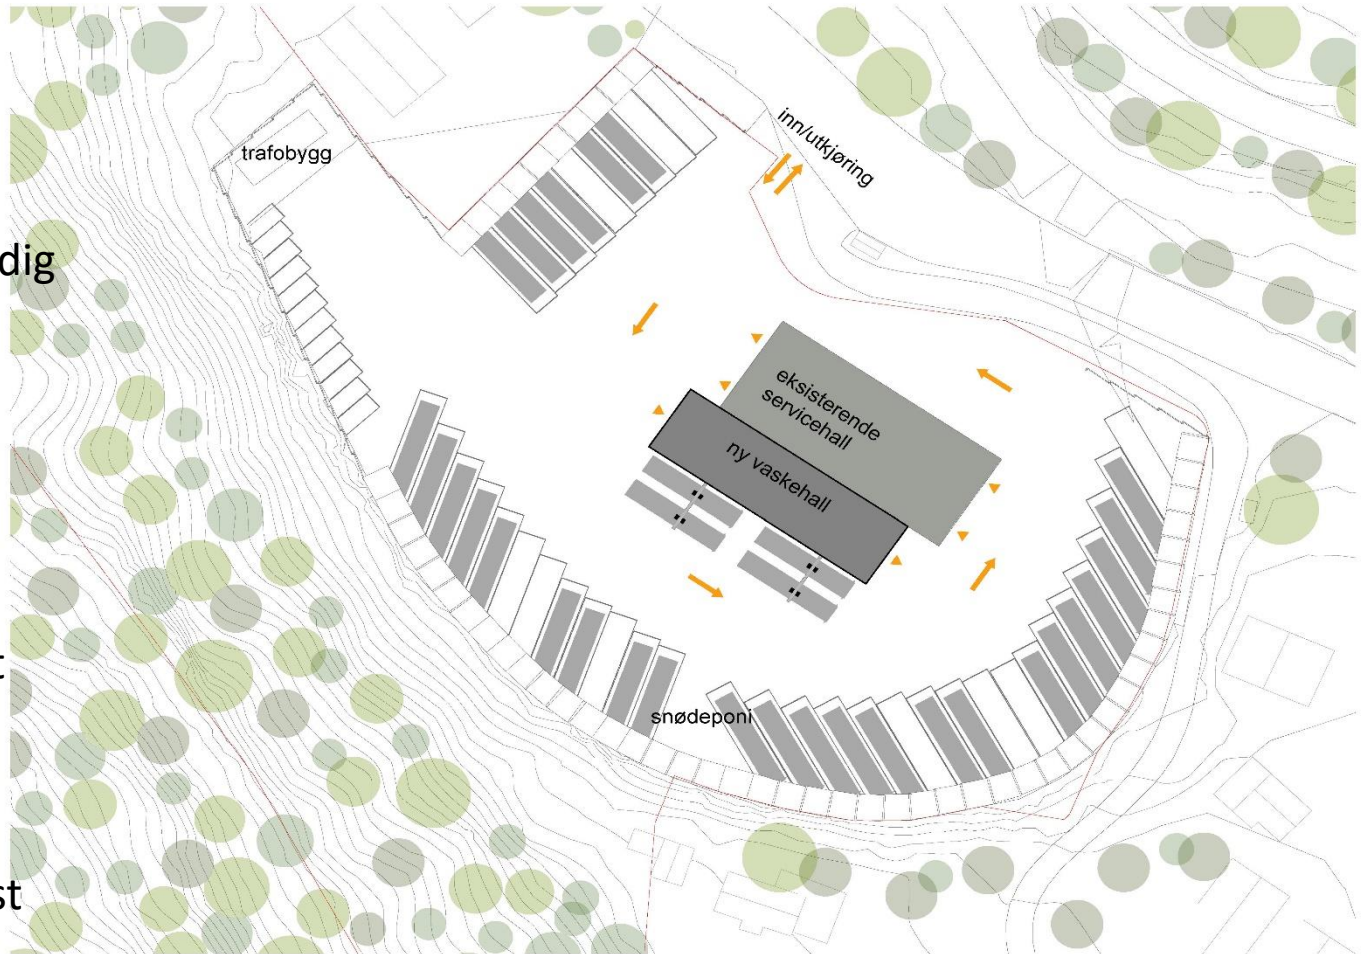 trafobygg
inn/utkjøring
dig
eksisterende
servicehall
ny vaskehall
t
snødeponi
st